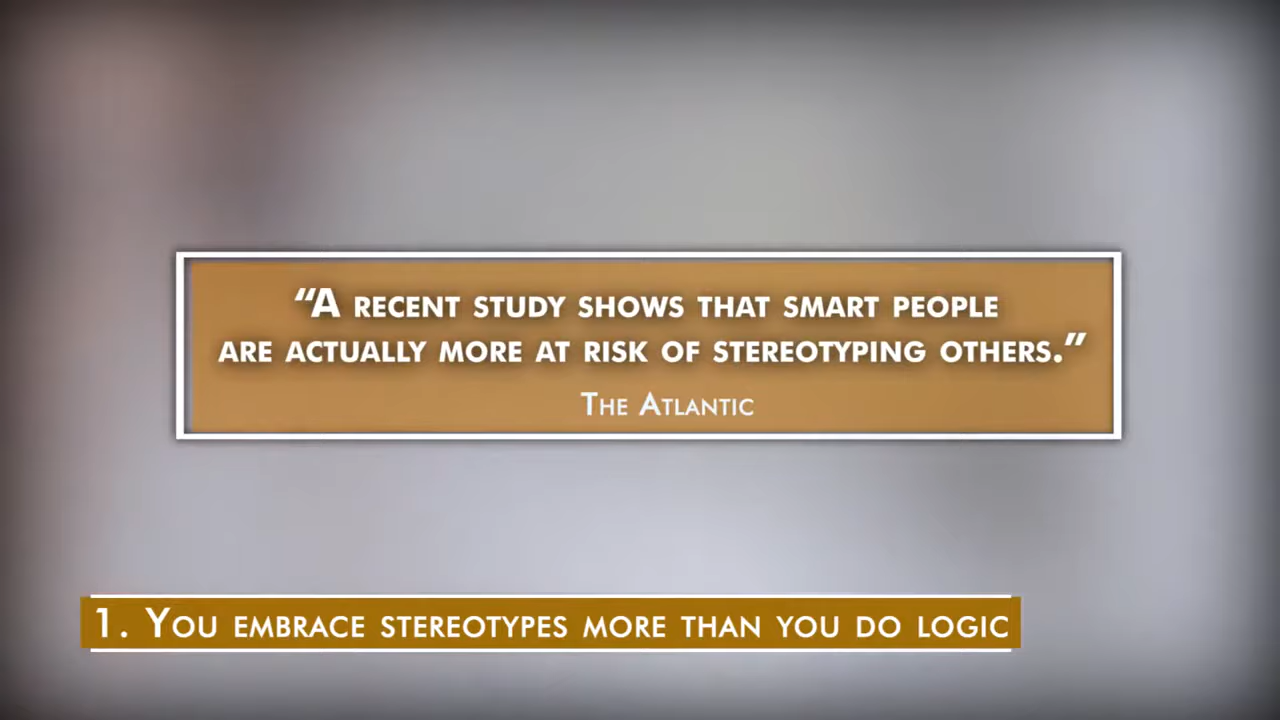 “A RECENT STUDY SHOWS THAT SMART PEOPLE
ARE ACTUALLY MORE AT RISK OF STEREOTYPING OTHERS.”
THE ATLANTIC
1. YOU EMBRACE STEREOTYPES MORE THAN YOU DO LOGIC